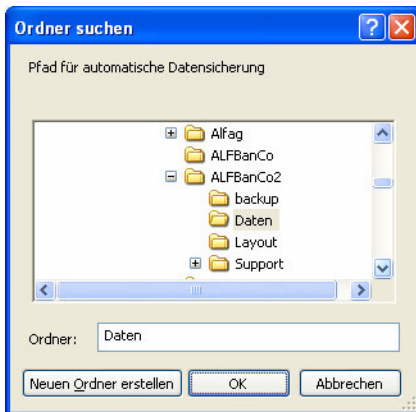 Ordner suchen
Pfad für automatische Datensicherung
Alfag
ALFBanCo
ALFBanCo2
backup
Daten
Layout
Support
Ordner: Daten
Neuen Ordner erstellen OK Abbrechen